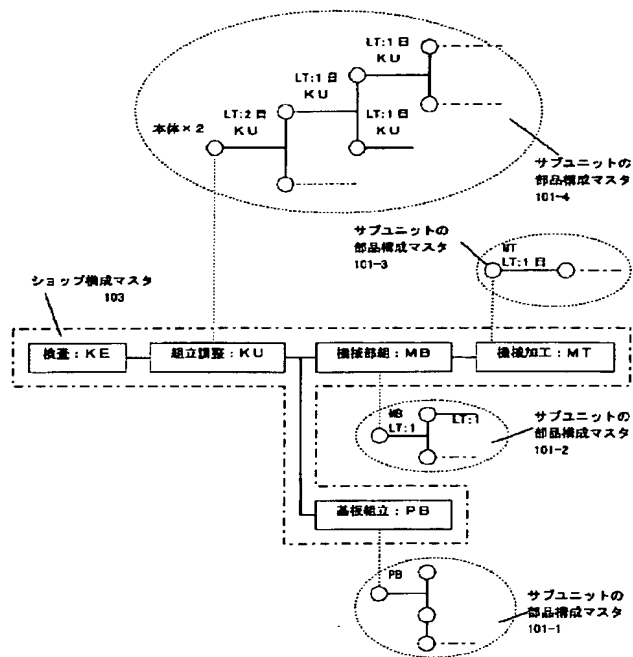 LT:1 日
KU
LT:1 日
KU
LT:2 日
KU
LT:1 日
KU
本体×2
サブユニットの
部品構成マスタ
101-4
サブユニットの
部品構成マスタ
101-3
MT
LT:1 日
ショップ構成マスタ
103
検査:KE
組立調整:KU
機械部組:MB
機械加工:MT
MB
LT:1
LT:1
サブユニットの
部品構成マスタ
101-2
基板組立:PB
PB
サブユニットの
部品構成マスタ
101-1